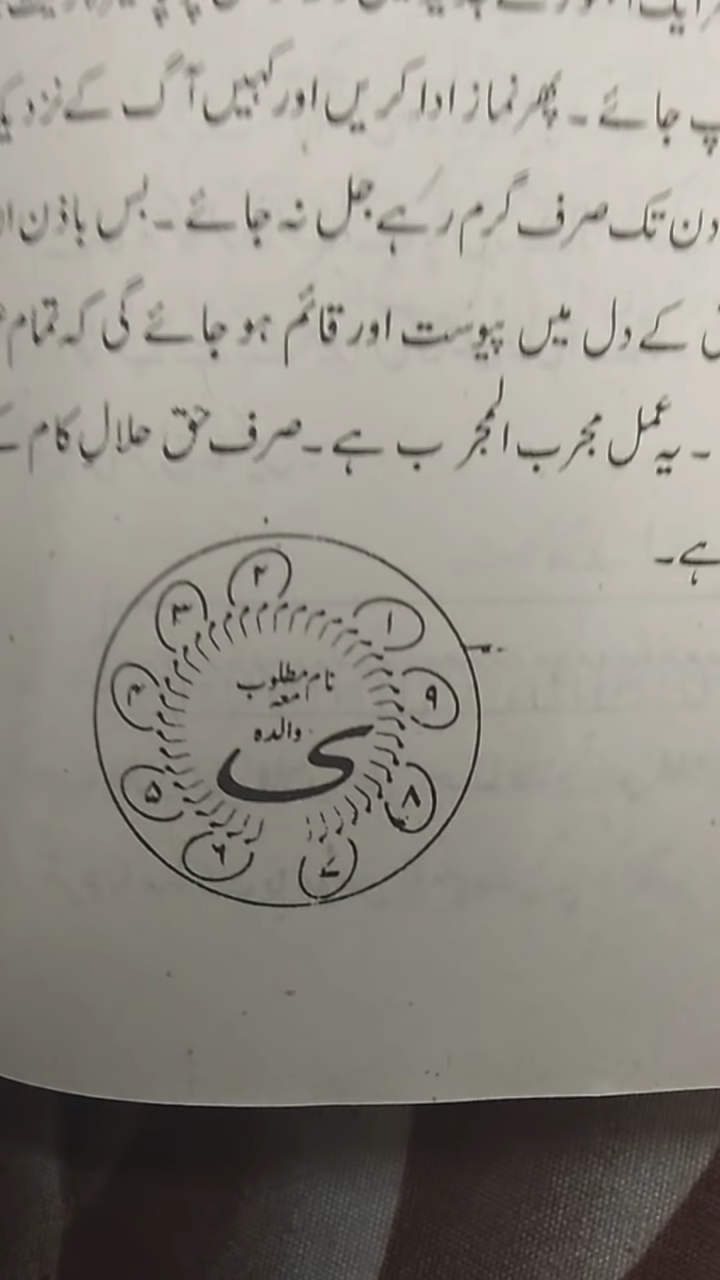 جائے ۔ پھر نماز ادا کریں اور کہیں آگ کے نزدیک
دن تک صرف گرم رہے جل نہ جائے ۔ بس باؤن
کے دل میں پیوست اور قائم ہو جائے گی کہ تمام
۔ یہ عمل مجرب المجرب ہے ۔ صرف حق حلال کام کے
ہے ۔
۲
۳
۱
۴
نام مطلوب
معہ
۹
والدہ
ی
۵
۸
۶
۷